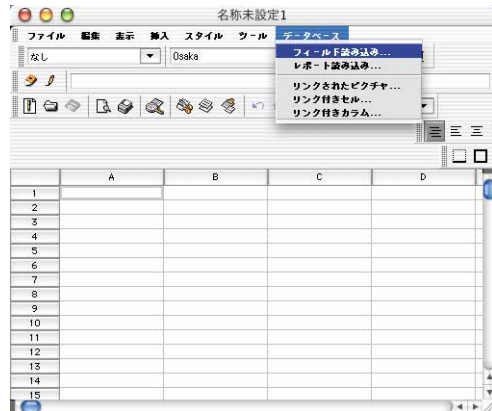 名称未設定1
ファイル 編集 表示 挿入 スタイル ツール データベース
なし Osaka
フィールド読み込み...
レポート読み込み...
リンクされたピクチャ...
リンク付きセル...
リンク付きカラム...
A B C D
1
2
3
4
5
6
7
8
9
10
11
12
13
14
15